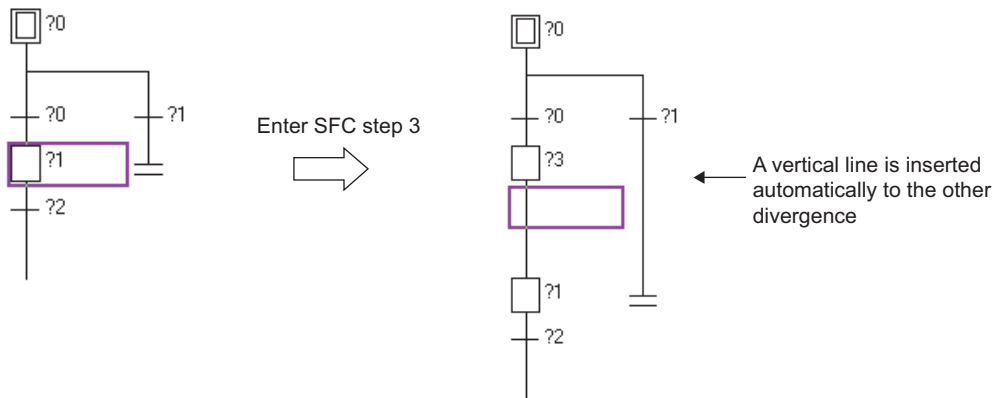 ?0
?0
?1
?1
?2
Enter SFC step 3
?0
?0
?1
?3
?1
?2
A vertical line is inserted
automatically to the other
divergence